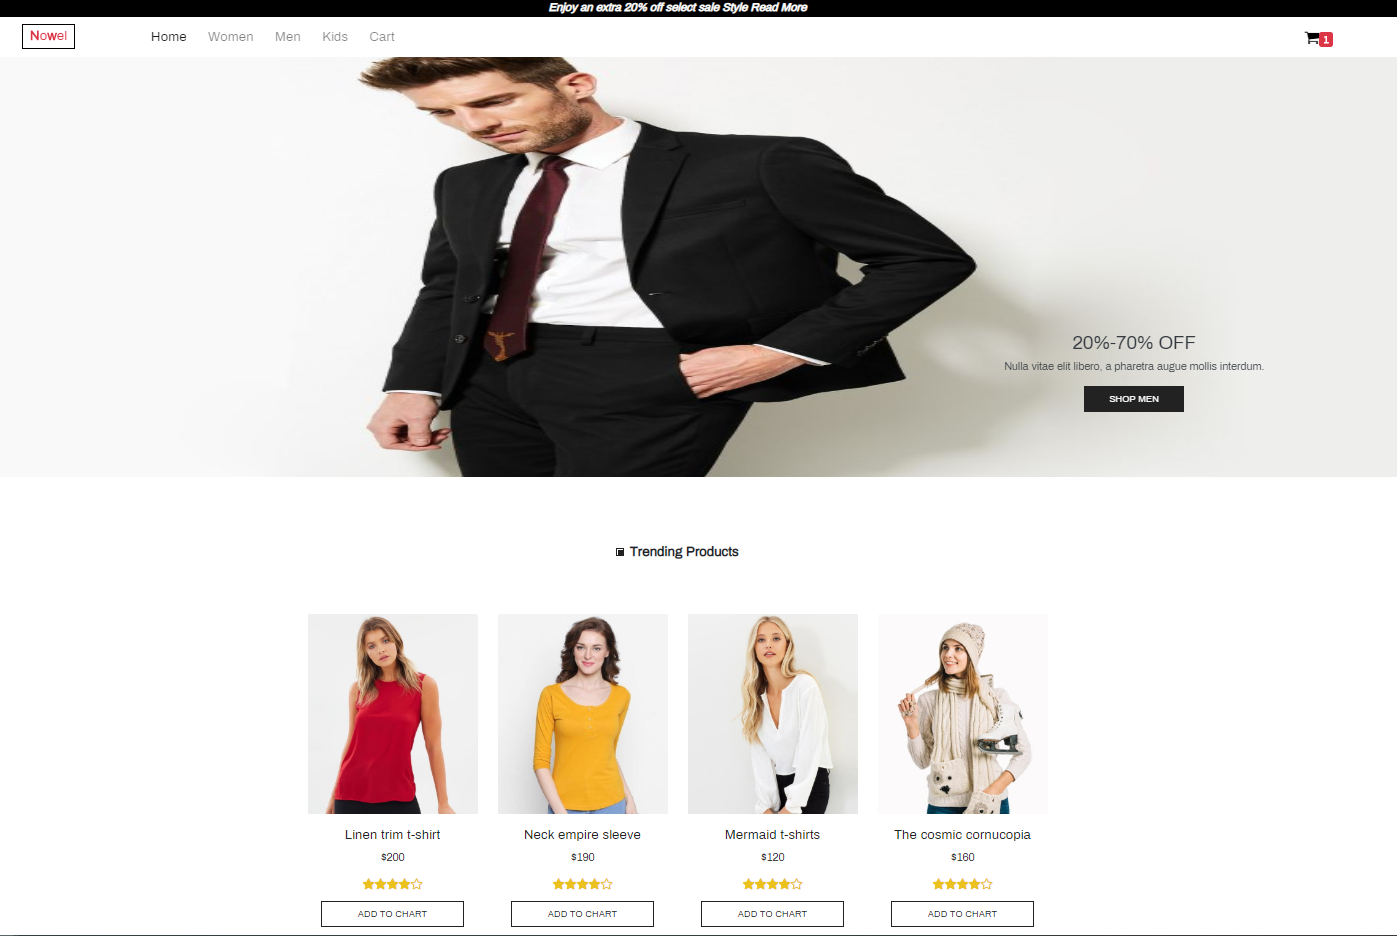 Enjoy an extra 20% off select sale Style Read More
Nowel
Home Women Men Kids Cart
1
20%-70% OFF
Nulla vitae elit libero, a pharetra augue mollis interdum.
SHOP MEN
Trending Products
Linen trim t-shirt
$200
ADD TO CHART
Neck empire sleeve
$190
ADD TO CHART
Mermaid t-shirts
$120
ADD TO CHART
The cosmic cornucopia
$160
ADD TO CHART